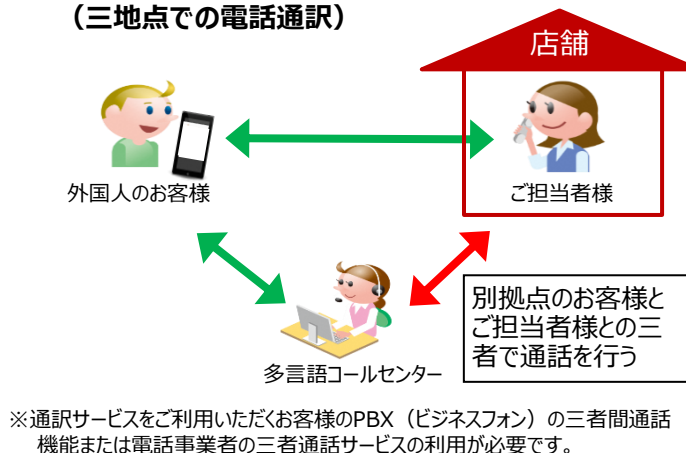 （三地点での電話通訳）
店舗
外国人のお客様
ご担当者様
別拠点のお客様と
ご担当者様との三
者で通話を行う
多言語コールセンター
※通訳サービスをご利用いただくお客様のPBX（ビジネスフォン）の三者間通話
機能または電話事業者の三者通話サービスの利用が必要です。